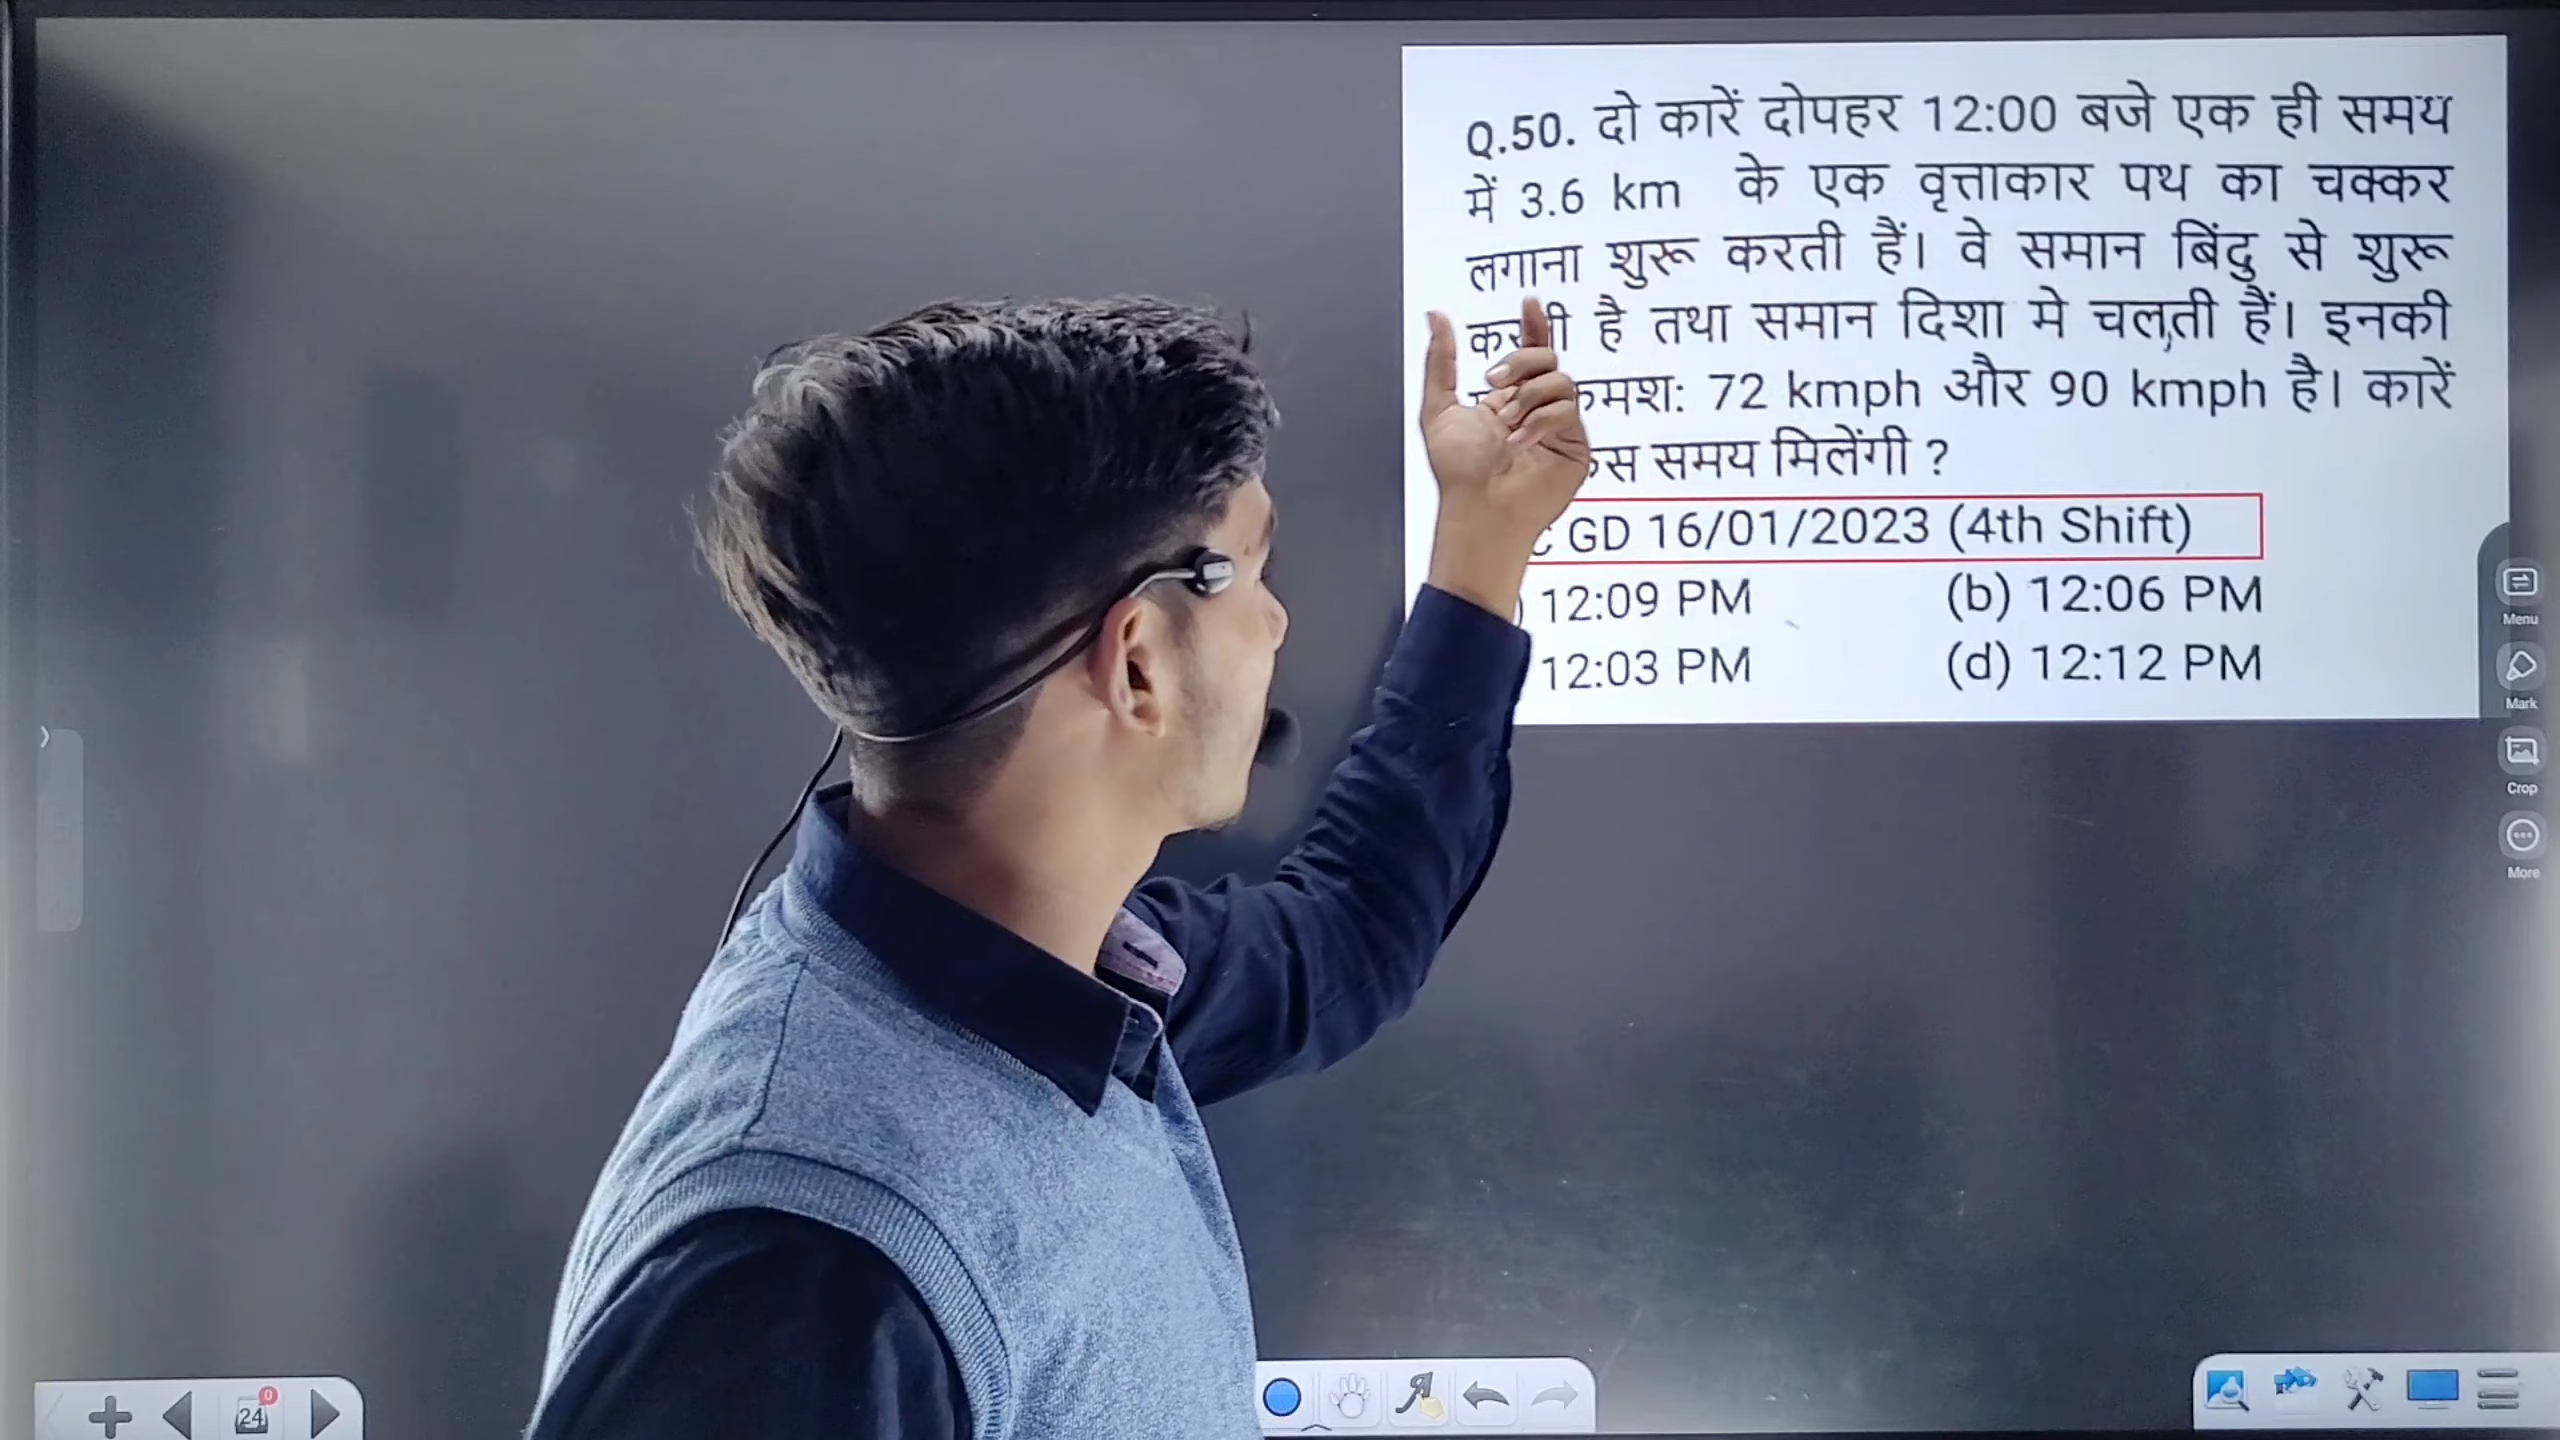 Q.50. दो कारें दोपहर 12:00 बजे एक ही समय
में 3.6 km के एक वृत्ताकार पथ का चक्कर
लगाना शुरू करती हैं। वे समान बिंदु से शुरू
है तथा समान दिशा मे चलती हैं। इनकी
72 kmph और 90 kmph है। कारें
समय मिलेंगी ?
GD 16/01/2023 (4th Shift)
12:09 PM (b) 12:06 PM
12:03 PM (d) 12:12 PM
Menu
Mark
Crop
More
24
0